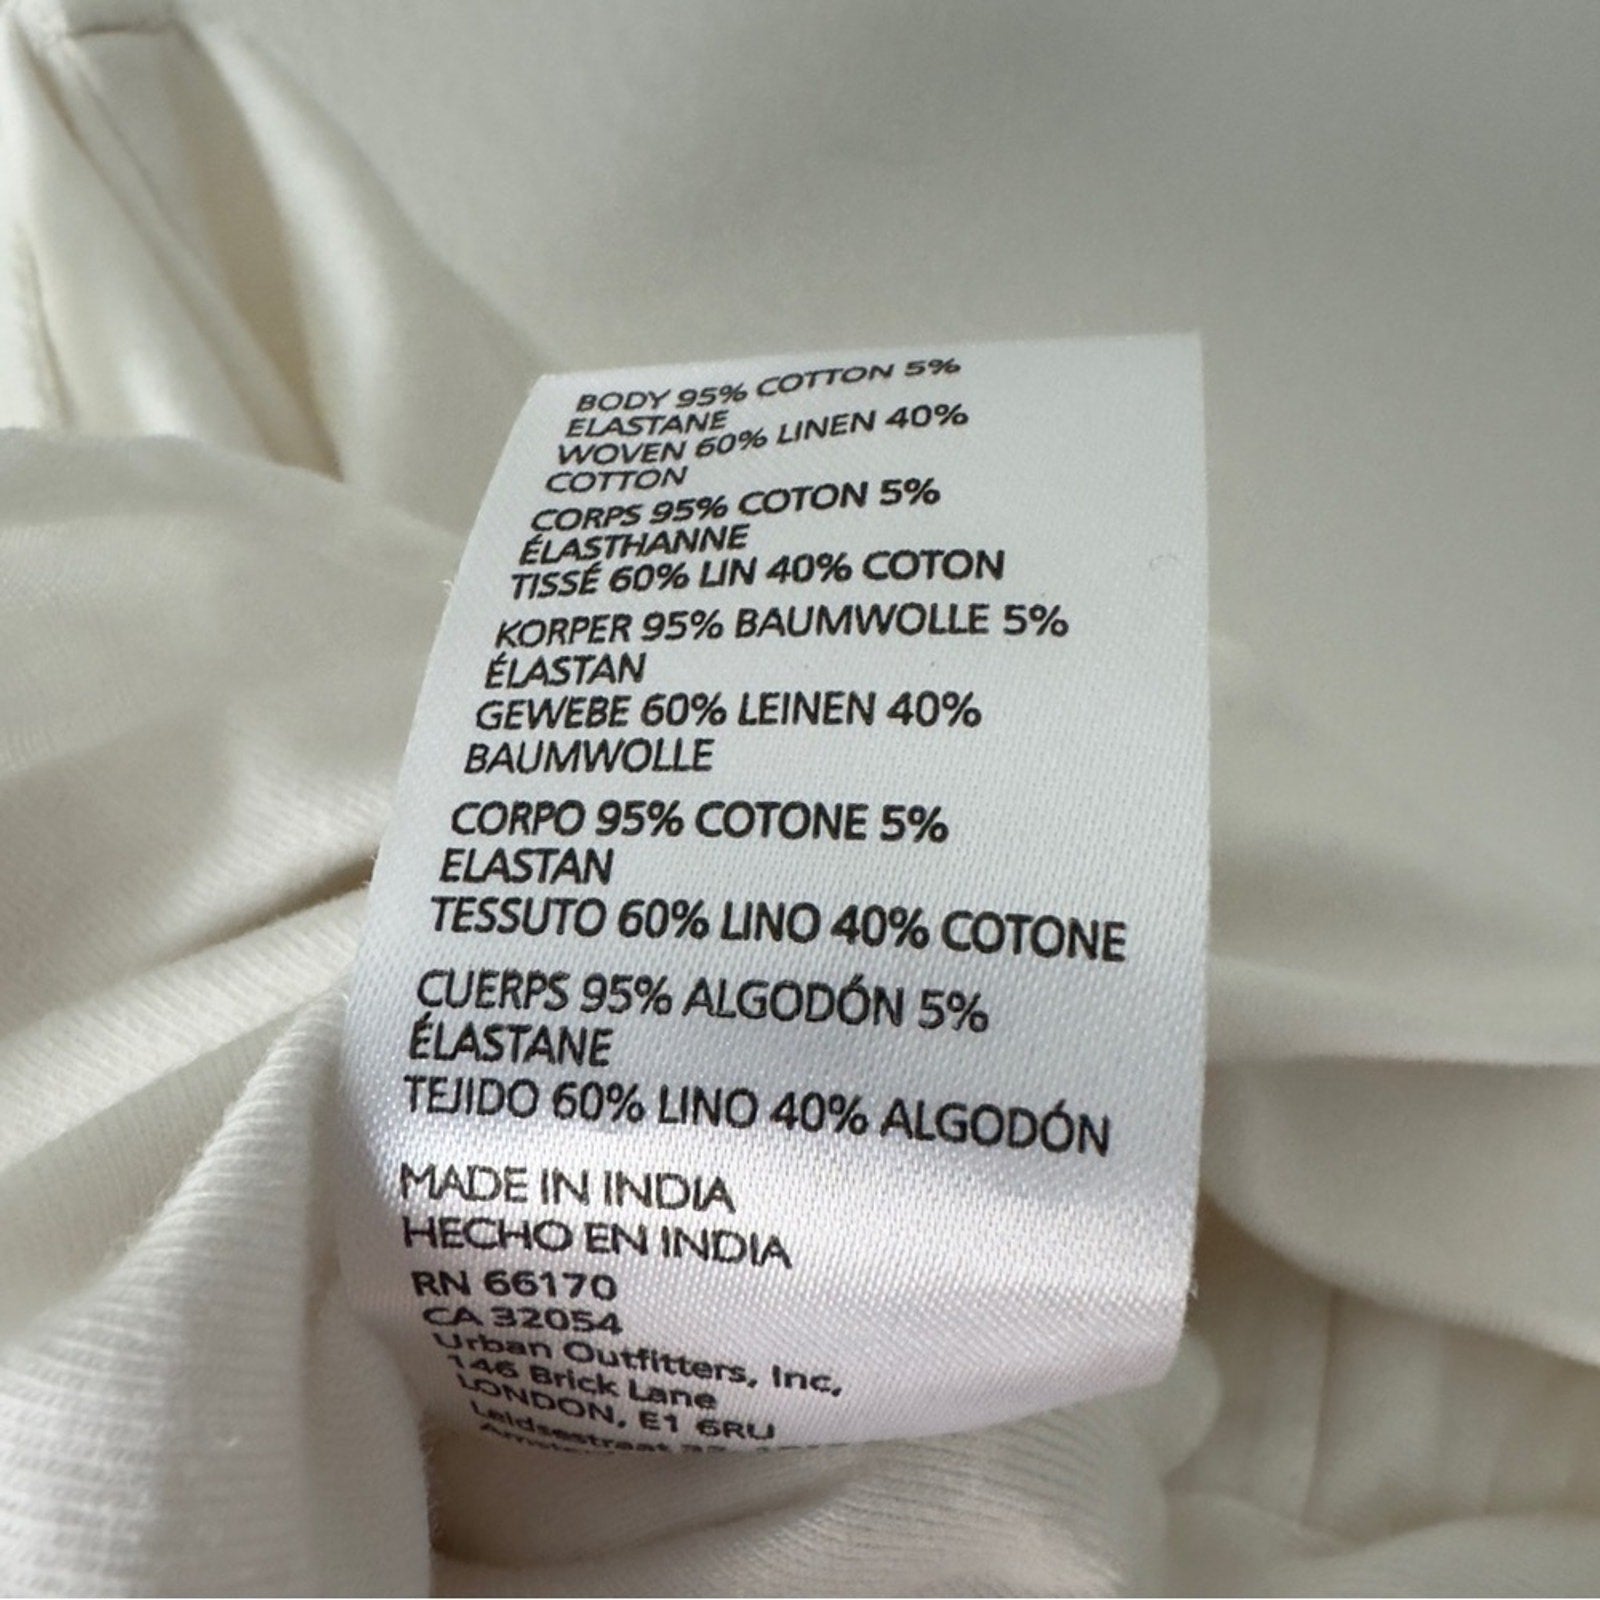 BODY 95% COTTON 5%
ELASTANE
WOVEN 60% LINEN 40%
COTTON
CORPS 95% COTON 5%
ÉLASTHANNE
TISSÉ 60% LIN 40% COTON
KORPER 95% BAUMWOLLE 5%
ÉLASTAN
GEWEBE 60% LEINEN 40%
BAUMWOLLE
CORPO 95% COTONE 5%
ELASTAN
TESSUTO 60% LINO 40% COTONE
CUERPS 95% ALGODÓN 5%
ÉLASTANE
TEJIDO 60% LINO 40% ALGODÓN
MADE IN INDIA
HECHO EN INDIA
RN 66170
CA 32054
Urban Outfitters, Inc,
146 Brick Lane
LONDON, E1 6RU
Leidsestraat